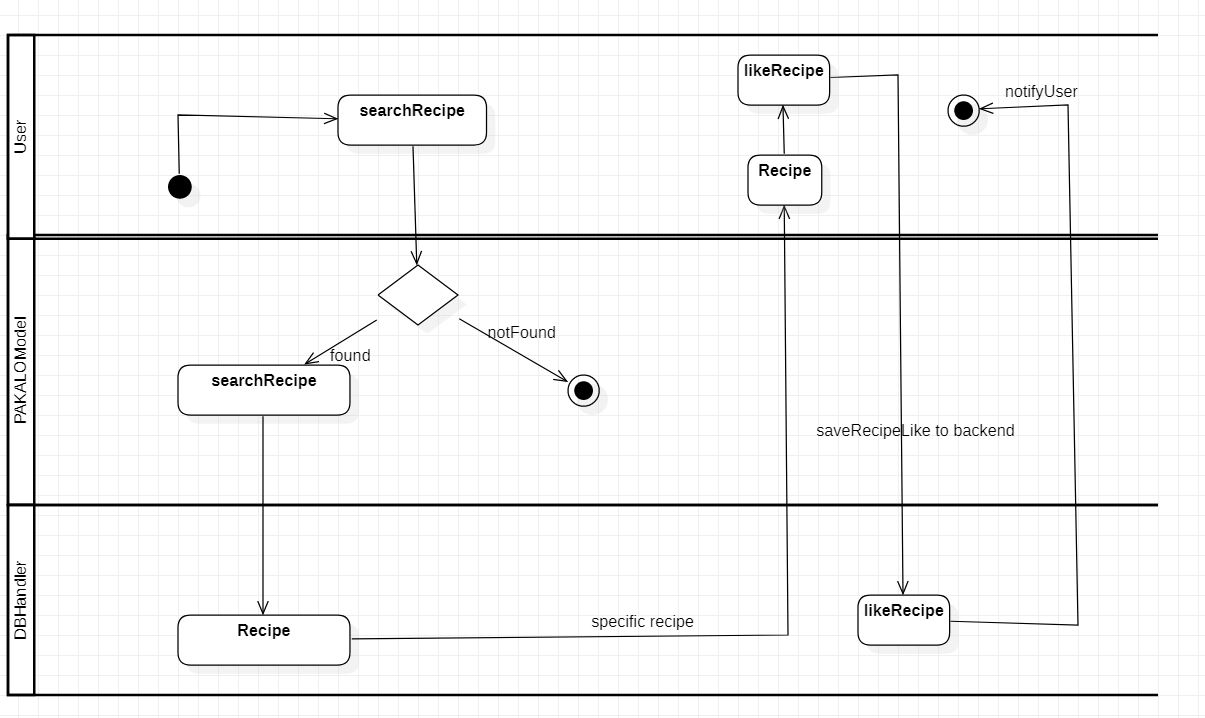 User
searchRecipe
likeRecipe
Recipe
notifyUser
PAKALOModel
found
notFound
searchRecipe
saveRecipeLike to backend
DBHandler
Recipe
specific recipe
likeRecipe